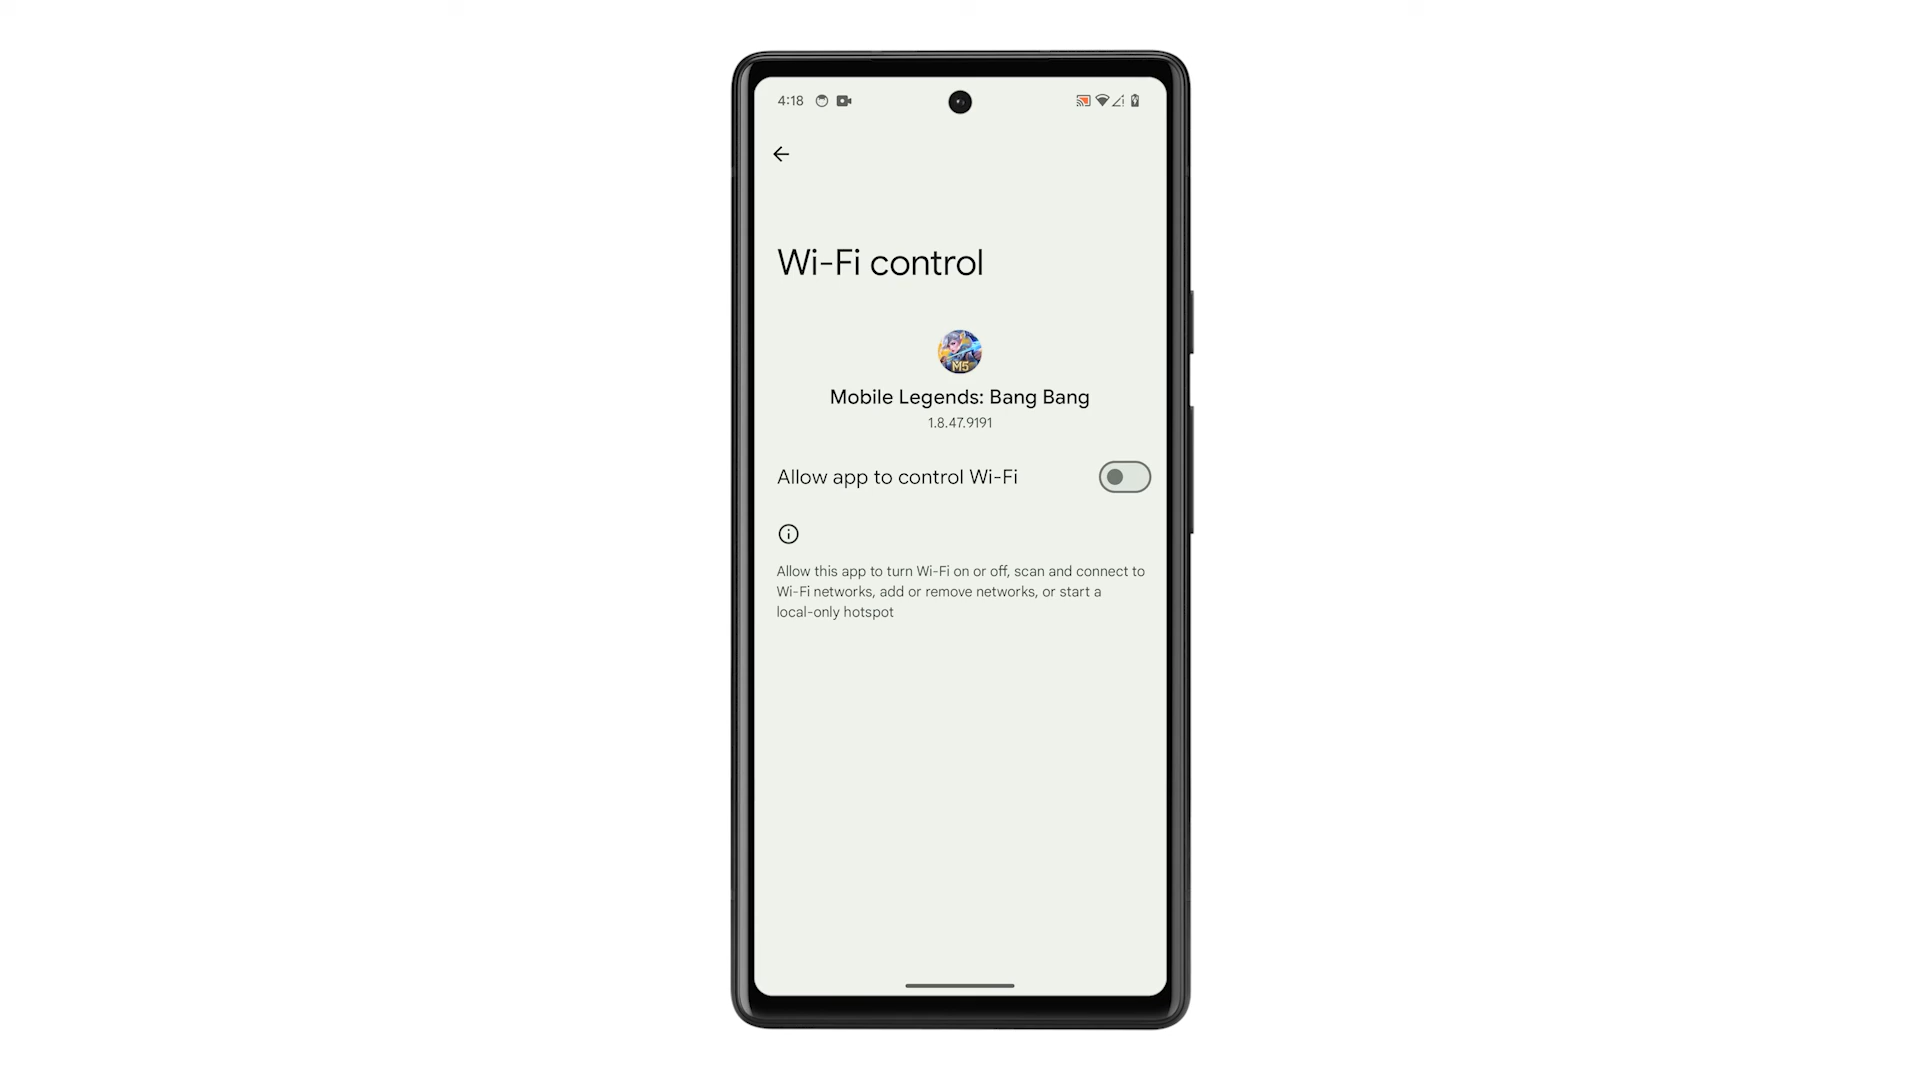 4:18
Wi-Fi control
M5
Mobile Legends: Bang Bang
1.8.47.9191
Allow app to control Wi-Fi
Allow this app to turn Wi-Fi on or off, scan and connect to
Wi-Fi networks, add or remove networks, or start a
local-only hotspot